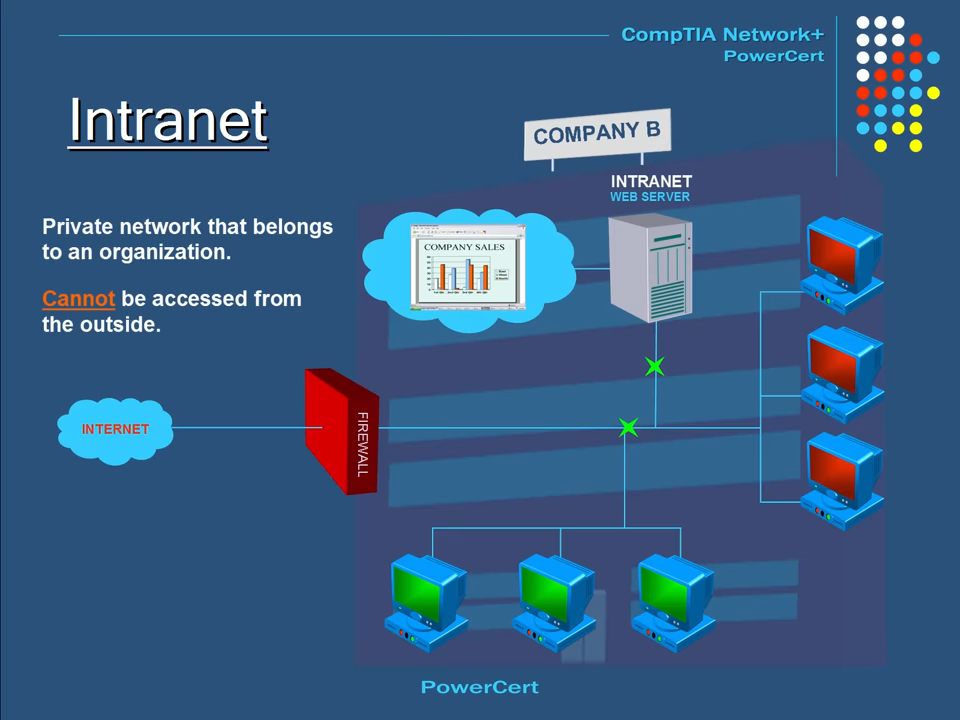 CompTIA Network+
PowerCert
Intranet
COMPANY B
INTRANET
WEB SERVER
Private network that belongs
to an organization.
COMPANY SALES
Cannot be accessed from
the outside.
INTERNET
FIREWALL
PowerCert